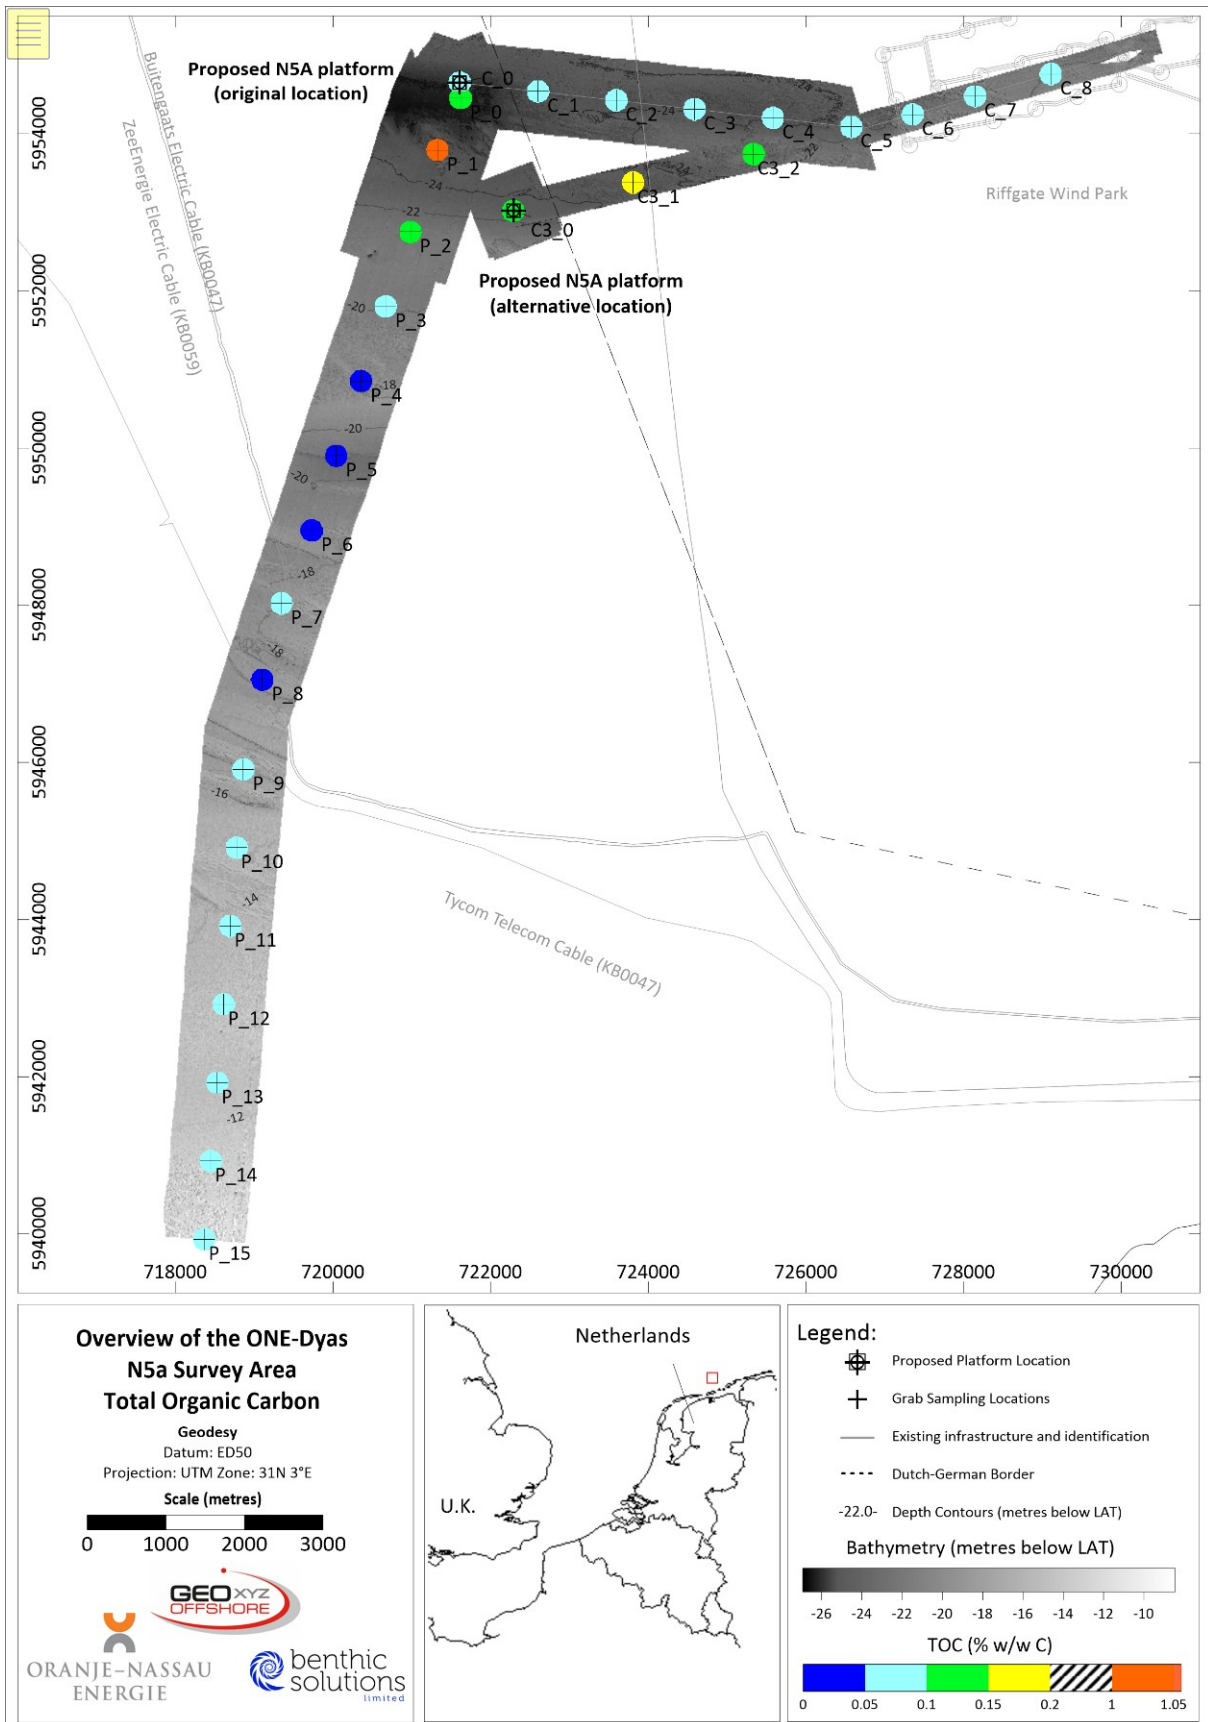 Buitengaats Electric Cable (KB0047)
ZeeEnergie Electric Cable (KB0059)
Proposed N5A platform
(original location)
C_0
P_0
C_1
C_2
C_3
C_4
C_5
C_6
C_7
C_8
-24
-24
-22
P_1
C3_2
-24
C3_1
-24
C3_0
-22
P_2
Riffgate Wind Park
Proposed N5A platform
(alternative location)
-20
P_3
-18
P_4
-20
P_5
-20
P_6
-18
P_7
-18
P_8
P_9
-16
P_10
-14
P_11
Tycom Telecom Cable (KB0047)
P_12
P_13
-12
P_14
P_15
5954000
5952000
5950000
5948000
5946000
5944000
5942000
5940000
718000 720000 722000 724000 726000 728000 730000
Overview of the ONE-Dyas
N5a Survey Area
Total Organic Carbon
Geodesy
Datum: ED50
Projection: UTM Zone: 31N 3°E
Scale (metres)
0 1000 2000 3000
GEO XYZ
OFFSHORE
ORANJE-NASSAU
ENERGIE
benthic
solutions
limited
Netherlands
U.K.
Legend:
Proposed Platform Location
Grab Sampling Locations
Existing infrastructure and identification
Dutch-German Border
-22.0- Depth Contours (metres below LAT)
Bathymetry (metres below LAT)
-26 -24 -22 -20 -18 -16 -14 -12 -10
TOC (% w/w C)
0 0.05 0.1 0.15 0.2 1 1.05